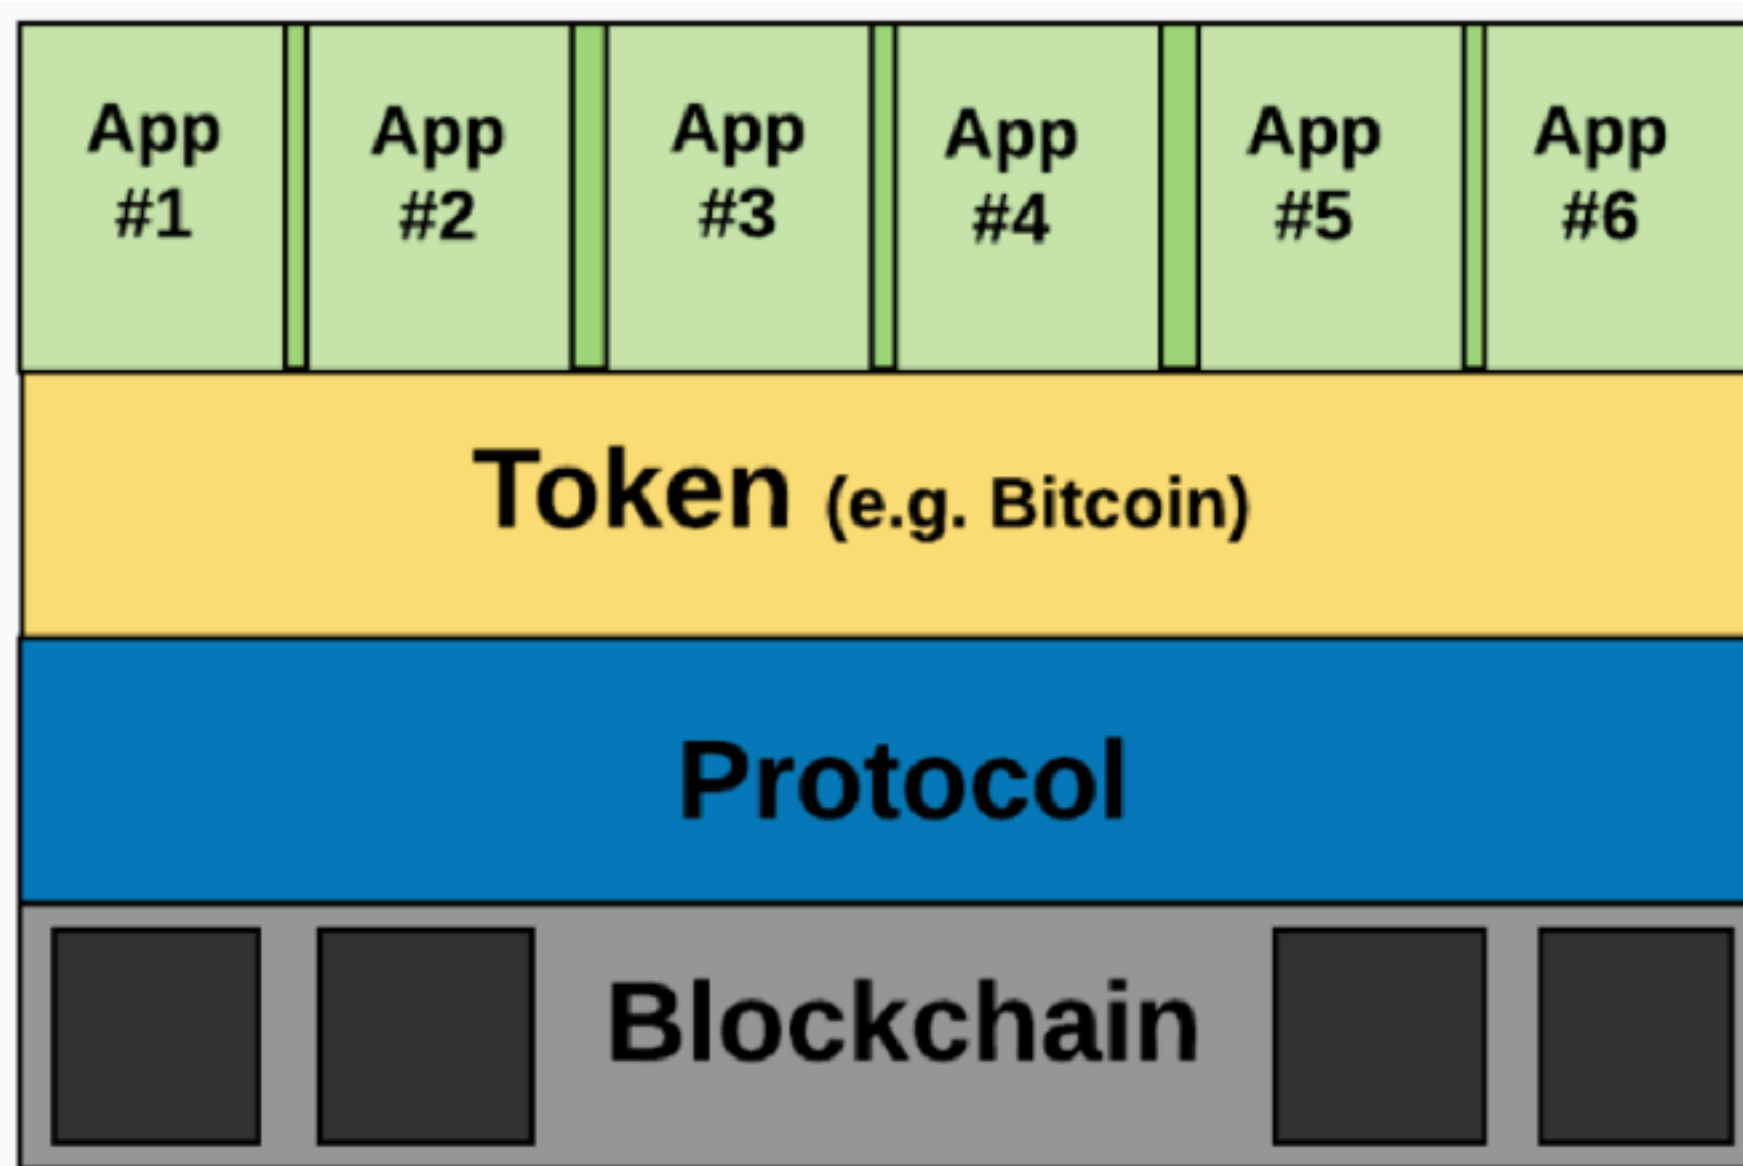 App
#1
App
#2
App
#3
App
#4
App
#5
App
#6
Token (e.g. Bitcoin)
Protocol
Blockchain